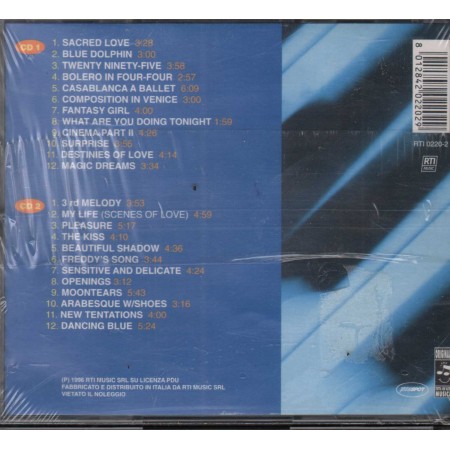 CD 1
1. SACRED LOVE 3:28
2. BLUE DOLPHIN 3:00
3. TWENTY NINETY-FIVE 3:58
4. BOLERO IN FOUR-FOUR 2:57
5. CASABLANCA A BALLET 6:09
6. COMPOSITION IN VENICE 3:00
7. FANTASY GIRL 4:00
8. WHAT ARE YOU DOING TONIGHT 1:59
9. CINEMA PART II 4:26
10. SURPRISE 3:55
11. DESTINIES OF LOVE 4:14
12. MAGIC DREAMS 3:34
CD 2
1. 3 rd MELODY 3:53
2. MY LIFE (SCENES OF LOVE) 4:59
3. PLEASURE 5:17
4. THE KISS 4:10
5. BEAUTIFUL SHADOW 4:36
6. FREDDY'S SONG 3:44
7. SENSITIVE AND DELICATE 4:24
8. OPENINGS 3:12
9. MOONTEARS 5:43
10. ARABESQUE W/SHOES 3:16
11. NEW TENTATIONS 4:00
12. DANCING BLUE 5:24
(P) 1996 RTI MUSIC SRL SU LICENZA PDU
FABBRICATO E DISTRIBUITO IN ITALIA DA RTI MUSIC SRL
VIETATO IL NOLEGGIO
8 012842 022029
RTI 0220-2
RTI
MUSIC
ORIGINAL
MUSIC